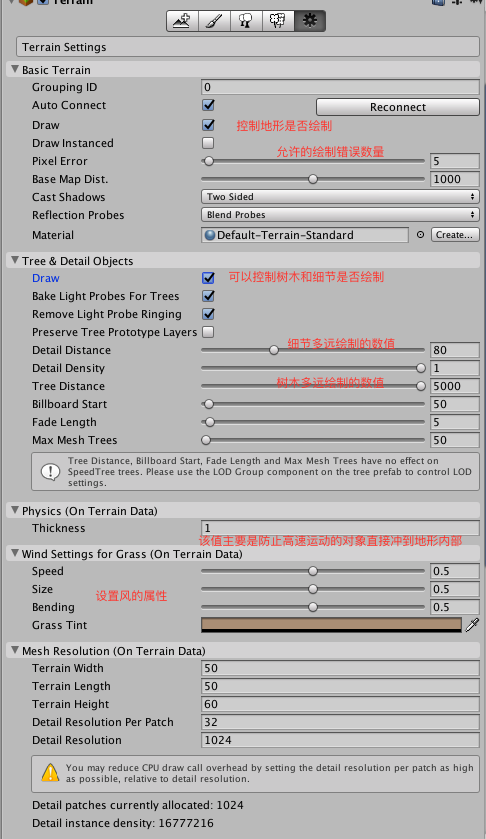 Terrain
Terrain Settings
Basic Terrain
Grouping ID 0
Auto Connect Reconnect
Draw 控制地形是否绘制
Draw Instanced
允许的绘制错误数量
Pixel Error 5
Base Map Dist. 1000
Cast Shadows Two Sided
Reflection Probes Blend Probes
Material Default-Terrain-Standard Create...
Tree & Detail Objects
Draw 可以控制树木和细节是否绘制
Bake Light Probes For Trees
Remove Light Probe Ringing
Preserve Tree Prototype Layers
Detail Distance 细节多远绘制的数值 80
Detail Density 1
Tree Distance 树木多远绘制的数值 5000
Billboard Start 50
Fade Length 5
Max Mesh Trees 50
Tree Distance, Billboard Start, Fade Length and Max Mesh Trees have no effect on
SpeedTree trees. Please use the LOD Group component on the tree prefab to control LOD
settings.
Physics (On Terrain Data)
Thickness 1
该值主要是防止高速运动的对象直接冲到地形内部
Wind Settings for Grass (On Terrain Data)
Speed 0.5
Size 0.5
设置风的属性
Bending 0.5
Grass Tint
Mesh Resolution (On Terrain Data)
Terrain Width 50
Terrain Length 50
Terrain Height 60
Detail Resolution Per Patch 32
Detail Resolution 1024
You may reduce CPU draw call overhead by setting the detail resolution per patch as high
as possible, relative to detail resolution.
Detail patches currently allocated: 1024
Detail instance density: 16777216